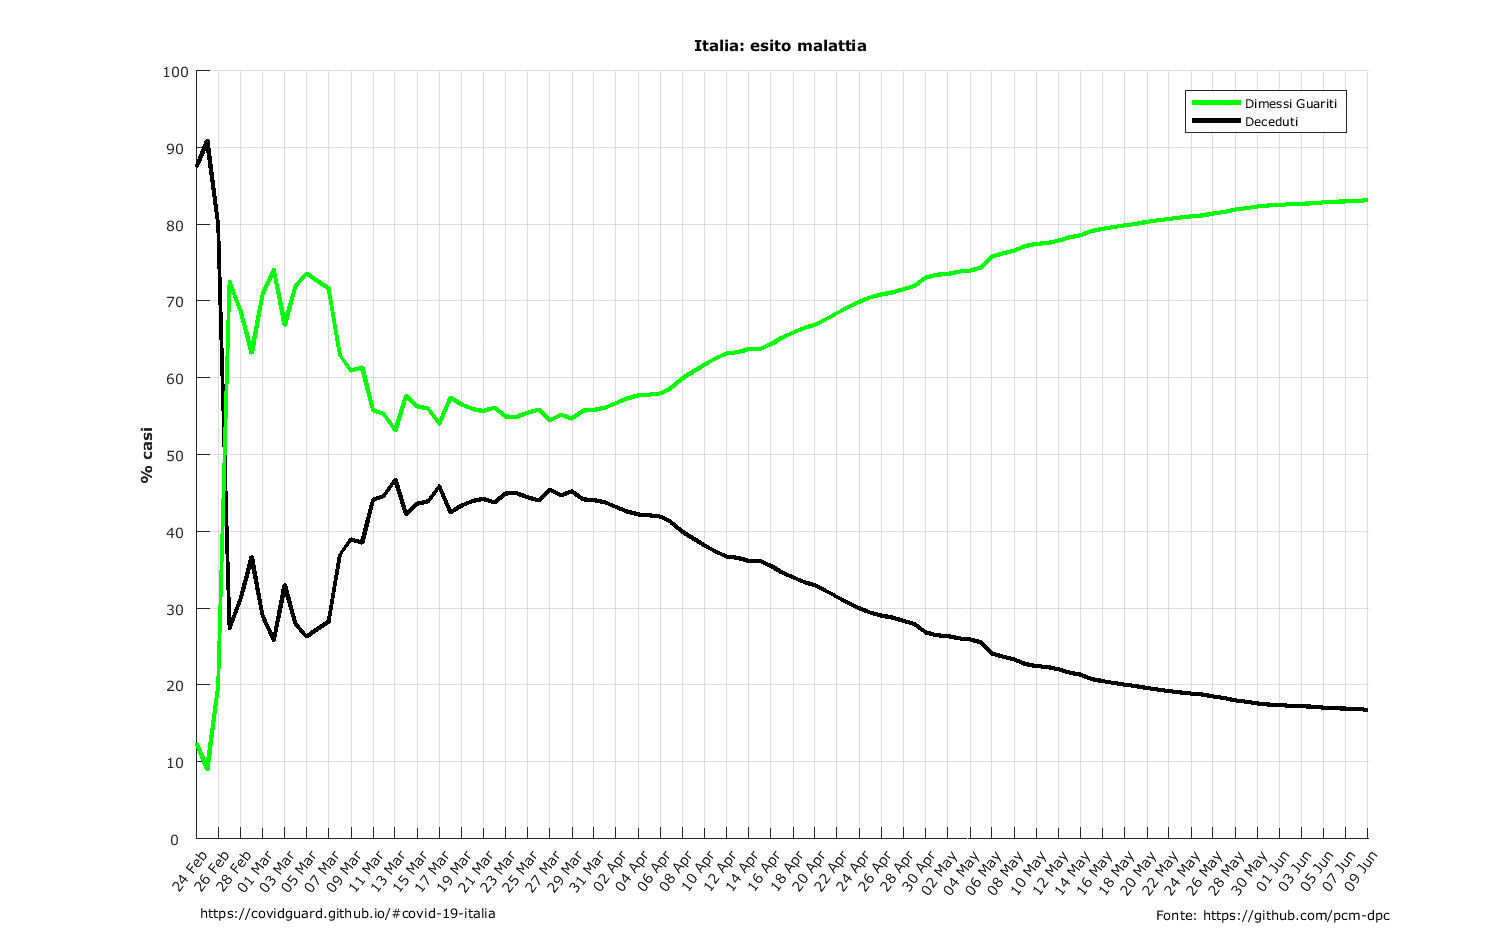 Italia: esito malattia
100
90
80
70
60
50
40
30
20
10
0
% casi
Dimessi Guariti
Deceduti
24 Feb
26 Feb
28 Feb
01 Mar
03 Mar
05 Mar
07 Mar
09 Mar
11 Mar
13 Mar
15 Mar
17 Mar
19 Mar
21 Mar
23 Mar
25 Mar
27 Mar
29 Mar
31 Mar
02 Apr
04 Apr
06 Apr
08 Apr
10 Apr
12 Apr
14 Apr
16 Apr
18 Apr
20 Apr
22 Apr
24 Apr
26 Apr
28 Apr
30 Apr
02 May
04 May
06 May
08 May
10 May
12 May
14 May
16 May
18 May
20 May
22 May
24 May
26 May
28 May
30 May
01 Jun
03 Jun
05 Jun
07 Jun
09 Jun
https://covidguard.github.io/#covid-19-italia
Fonte: https://github.com/pcm-dpc